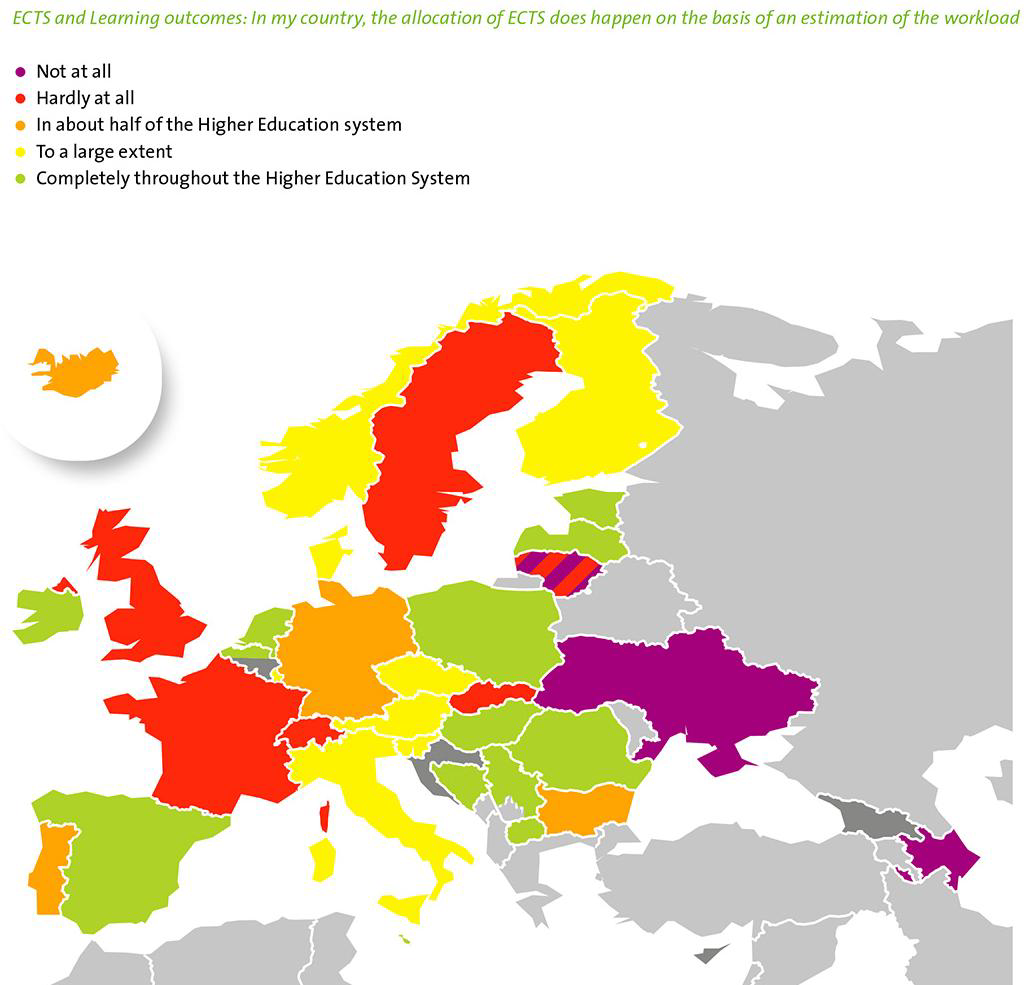 ECTS and Learning outcomes: In my country, the allocation of ECTS does happen on the basis of an estimation of the workload
Not at all
Hardly at all
In about half of the Higher Education system
To a large extent
Completely throughout the Higher Education System